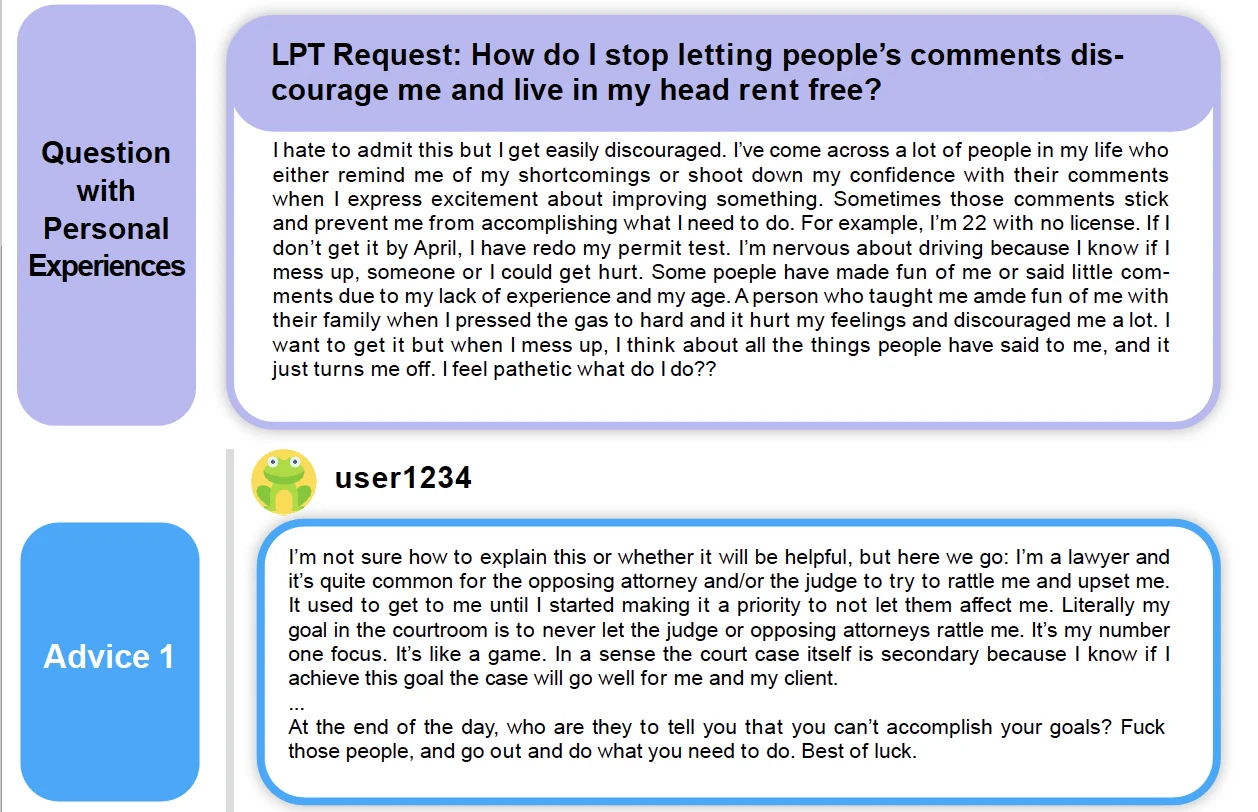 Question
with
Personal
Experiences
LPT Request: How do I stop letting people's comments dis-
courage me and live in my head rent free?
I hate to admit this but I get easily discouraged. I've come across a lot of people in my life who
either remind me of my shortcomings or shoot down my confidence with their comments
when I express excitement about improving something. Sometimes those comments stick
and prevent me from accomplishing what I need to do. For example, I'm 22 with no license. If I
don't get it by April, I have redo my permit test. I'm nervous about driving because I know if I
mess up, someone or I could get hurt. Some poeple have made fun of me or said little com-
ments due to my lack of experience and my age. A person who taught me amde fun of me with
their family when I pressed the gas to hard and it hurt my feelings and discouraged me a lot. I
want to get it but when I mess up, I think about all the things people have said to me, and it
just turns me off. I feel pathetic what do I do??
user1234
Advice 1
I'm not sure how to explain this or whether it will be helpful, but here we go: I'm a lawyer and
it's quite common for the opposing attorney and/or the judge to try to rattle me and upset me.
It used to get to me until I started making it a priority to not let them affect me. Literally my
goal in the courtroom is to never let the judge or opposing attorneys rattle me. It's my number
one focus. It's like a game. In a sense the court case itself is secondary because I know if I
achieve this goal the case will go well for me and my client.
...
At the end of the day, who are they to tell you that you can't accomplish your goals? Fuck
those people, and go out and do what you need to do. Best of luck.